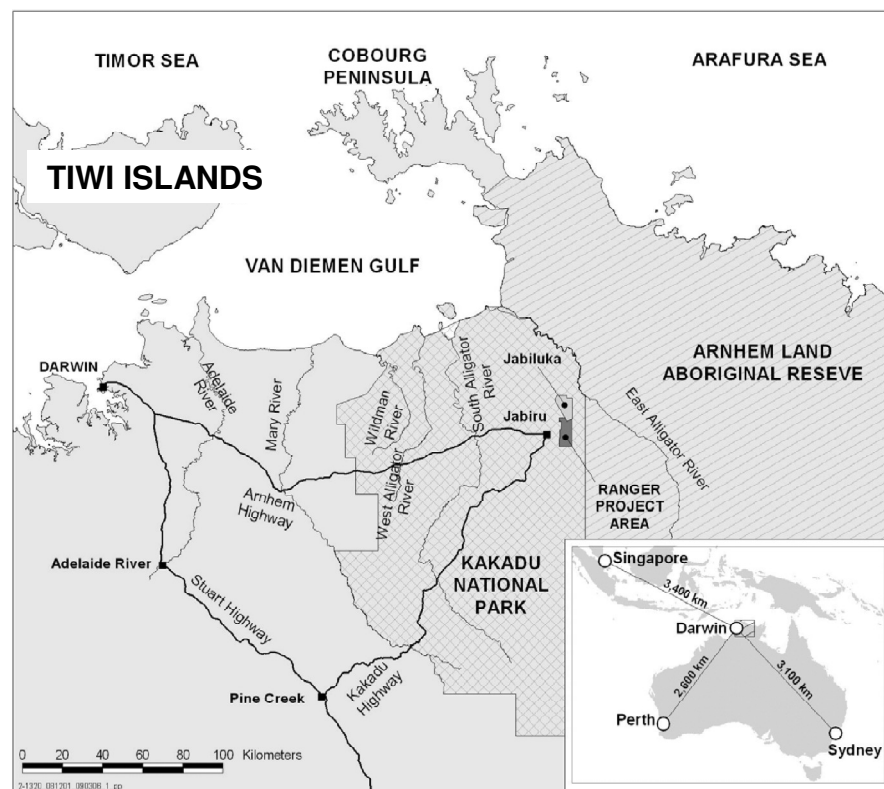 TIMOR SEA
COBOURG
PENINSULA
ARAFURA SEA
TIWI ISLANDS
VAN DIEMEN GULF
DARWIN
Adelaide
River
Mary River
Wildman
River
South Alligator
River
Jabiluka
Jabiru
ARNHEM LAND
ABORIGINAL RESEVE
East Alligator River
West Alligator
River
Arnhem
Highway
RANGER
PROJECT
AREA
Adelaide River
Stuart Highway
KAKADU
NATIONAL
PARK
Pine Creek
Kakadu
Highway
0 20 40 60 80 100 Kilometers
2-1320_081201_090306_1_pp
Singapore
3,400 km
Darwin
2,600 km
3,100 km
Perth
Sydney